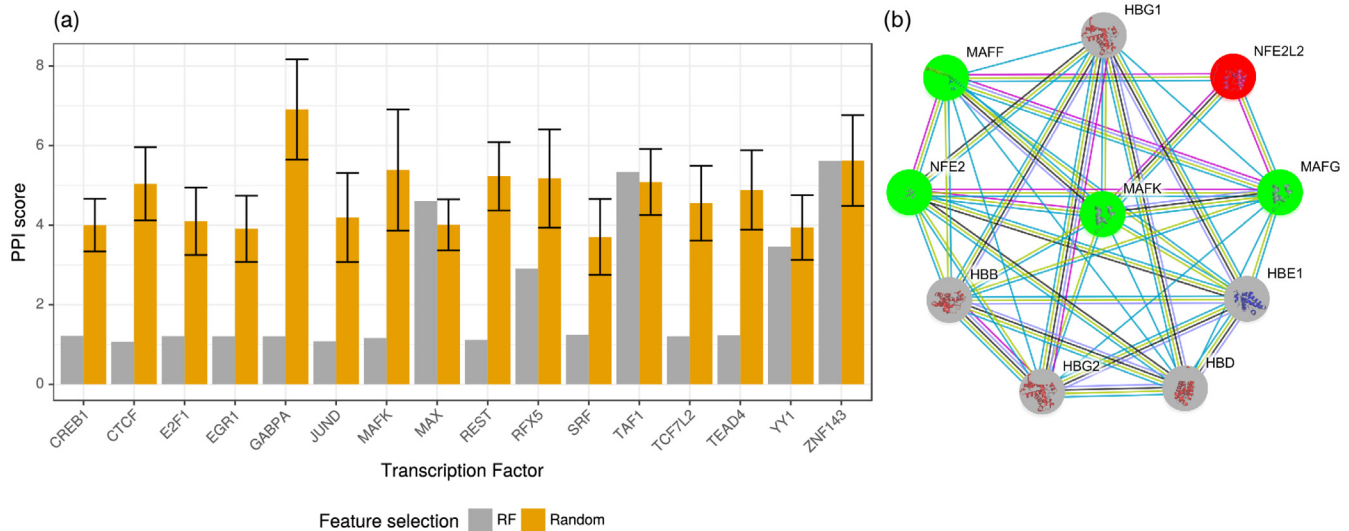 (a)
PPI score
8
6
4
2
0
CREB1
CTCF
E2F1
EGR1
GABPA
JUND
MAFK
MAX
REST
RFX5
SRF
TAF1
TCF7L2
TEAD4
YY1
ZNF143
Transcription Factor
Feature selection RF Random
(b)
HBG1
MAFF
NFE2L2
NFE2
MAFK
MAFG
HBB
HBE1
HBG2
HBD